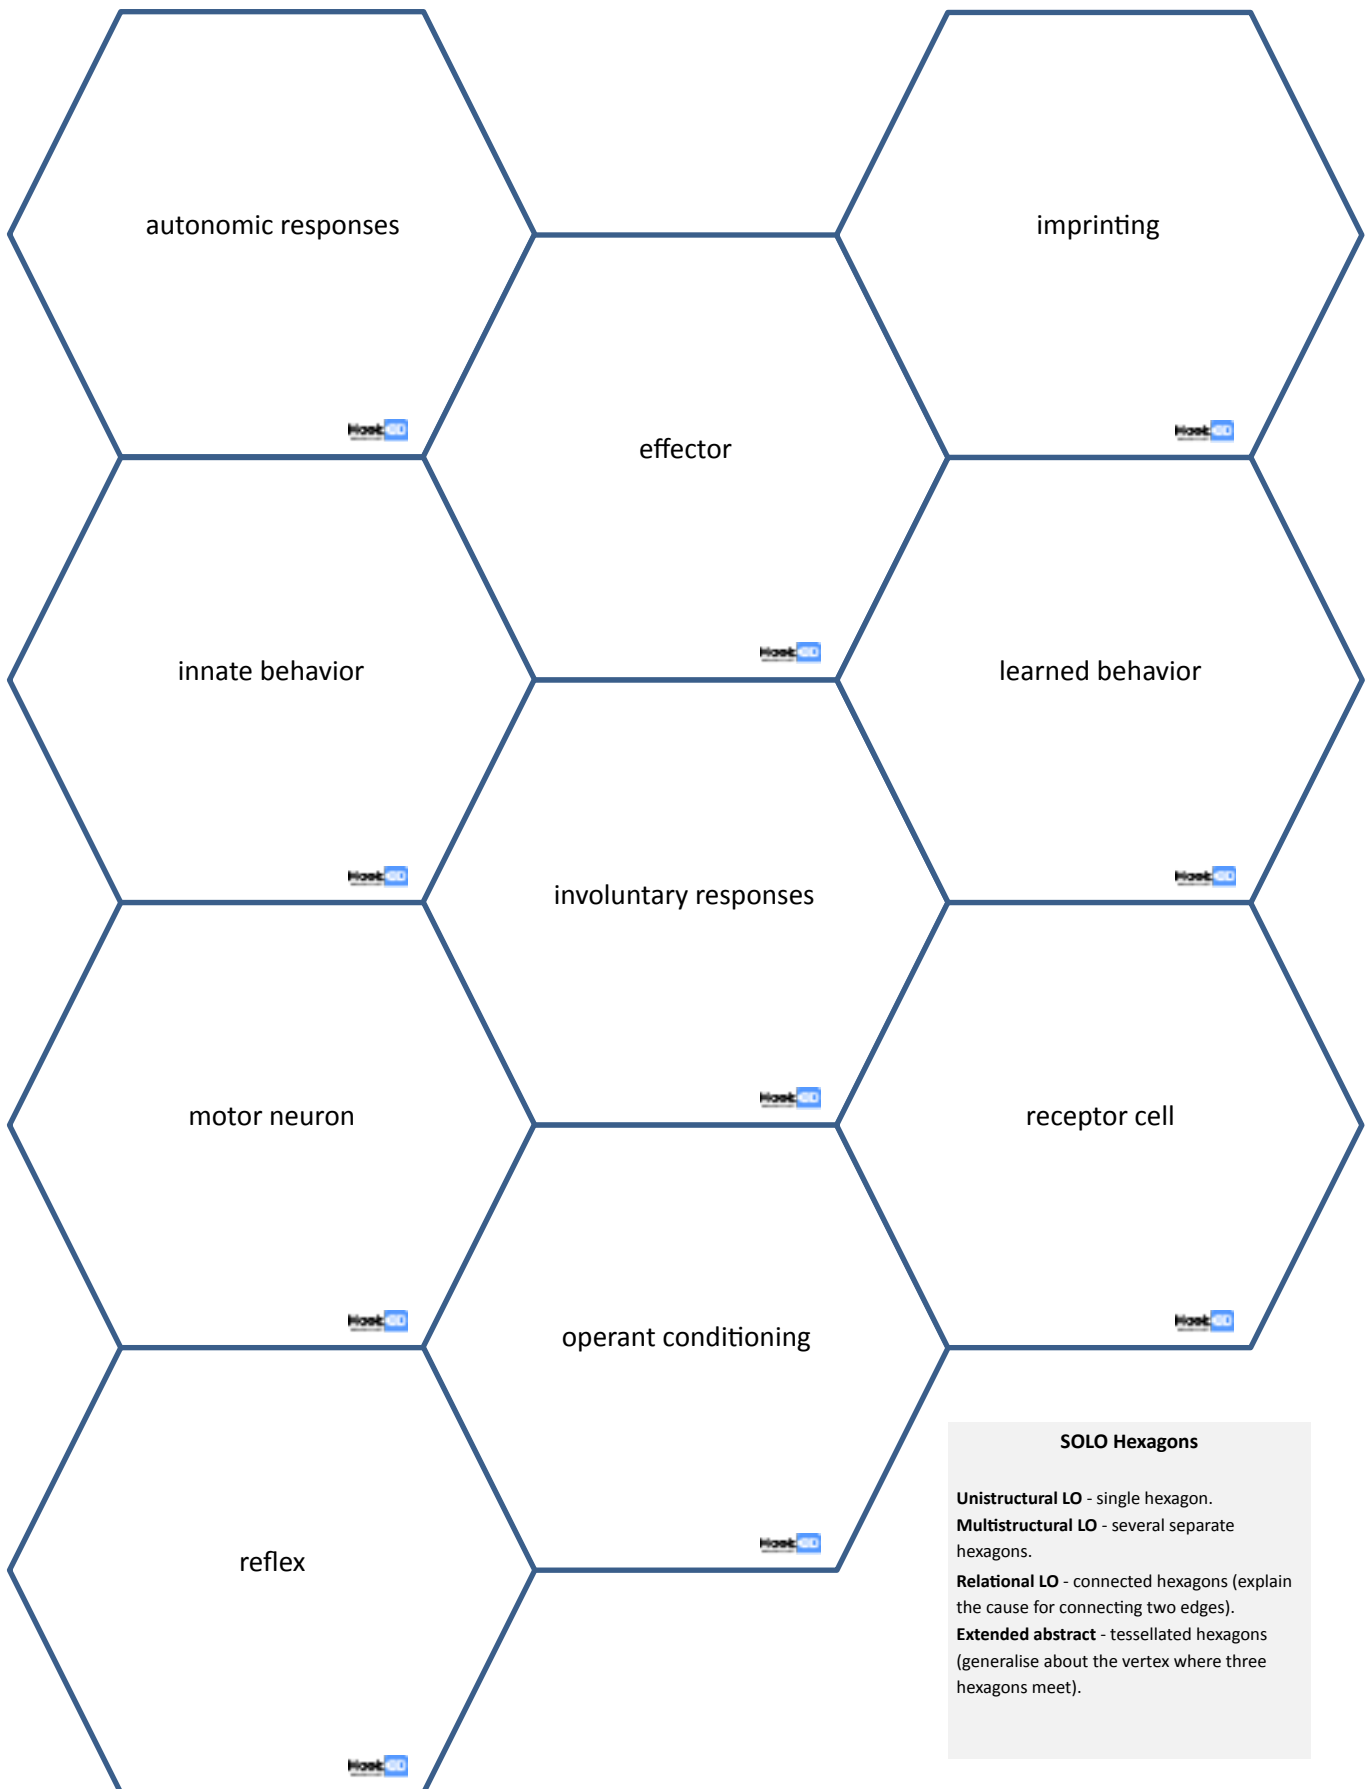 autonomic responses
imprinting
effector
innate behavior
learned behavior
involuntary responses
motor neuron
receptor cell
operant conditioning
reflex
SOLO Hexagons
Unistructural LO - single hexagon.
Multistructural LO - several separate
hexagons.
Relational LO - connected hexagons (explain
the cause for connecting two edges).
Extended abstract - tessellated hexagons
(generalise about the vertex where three
hexagons meet).